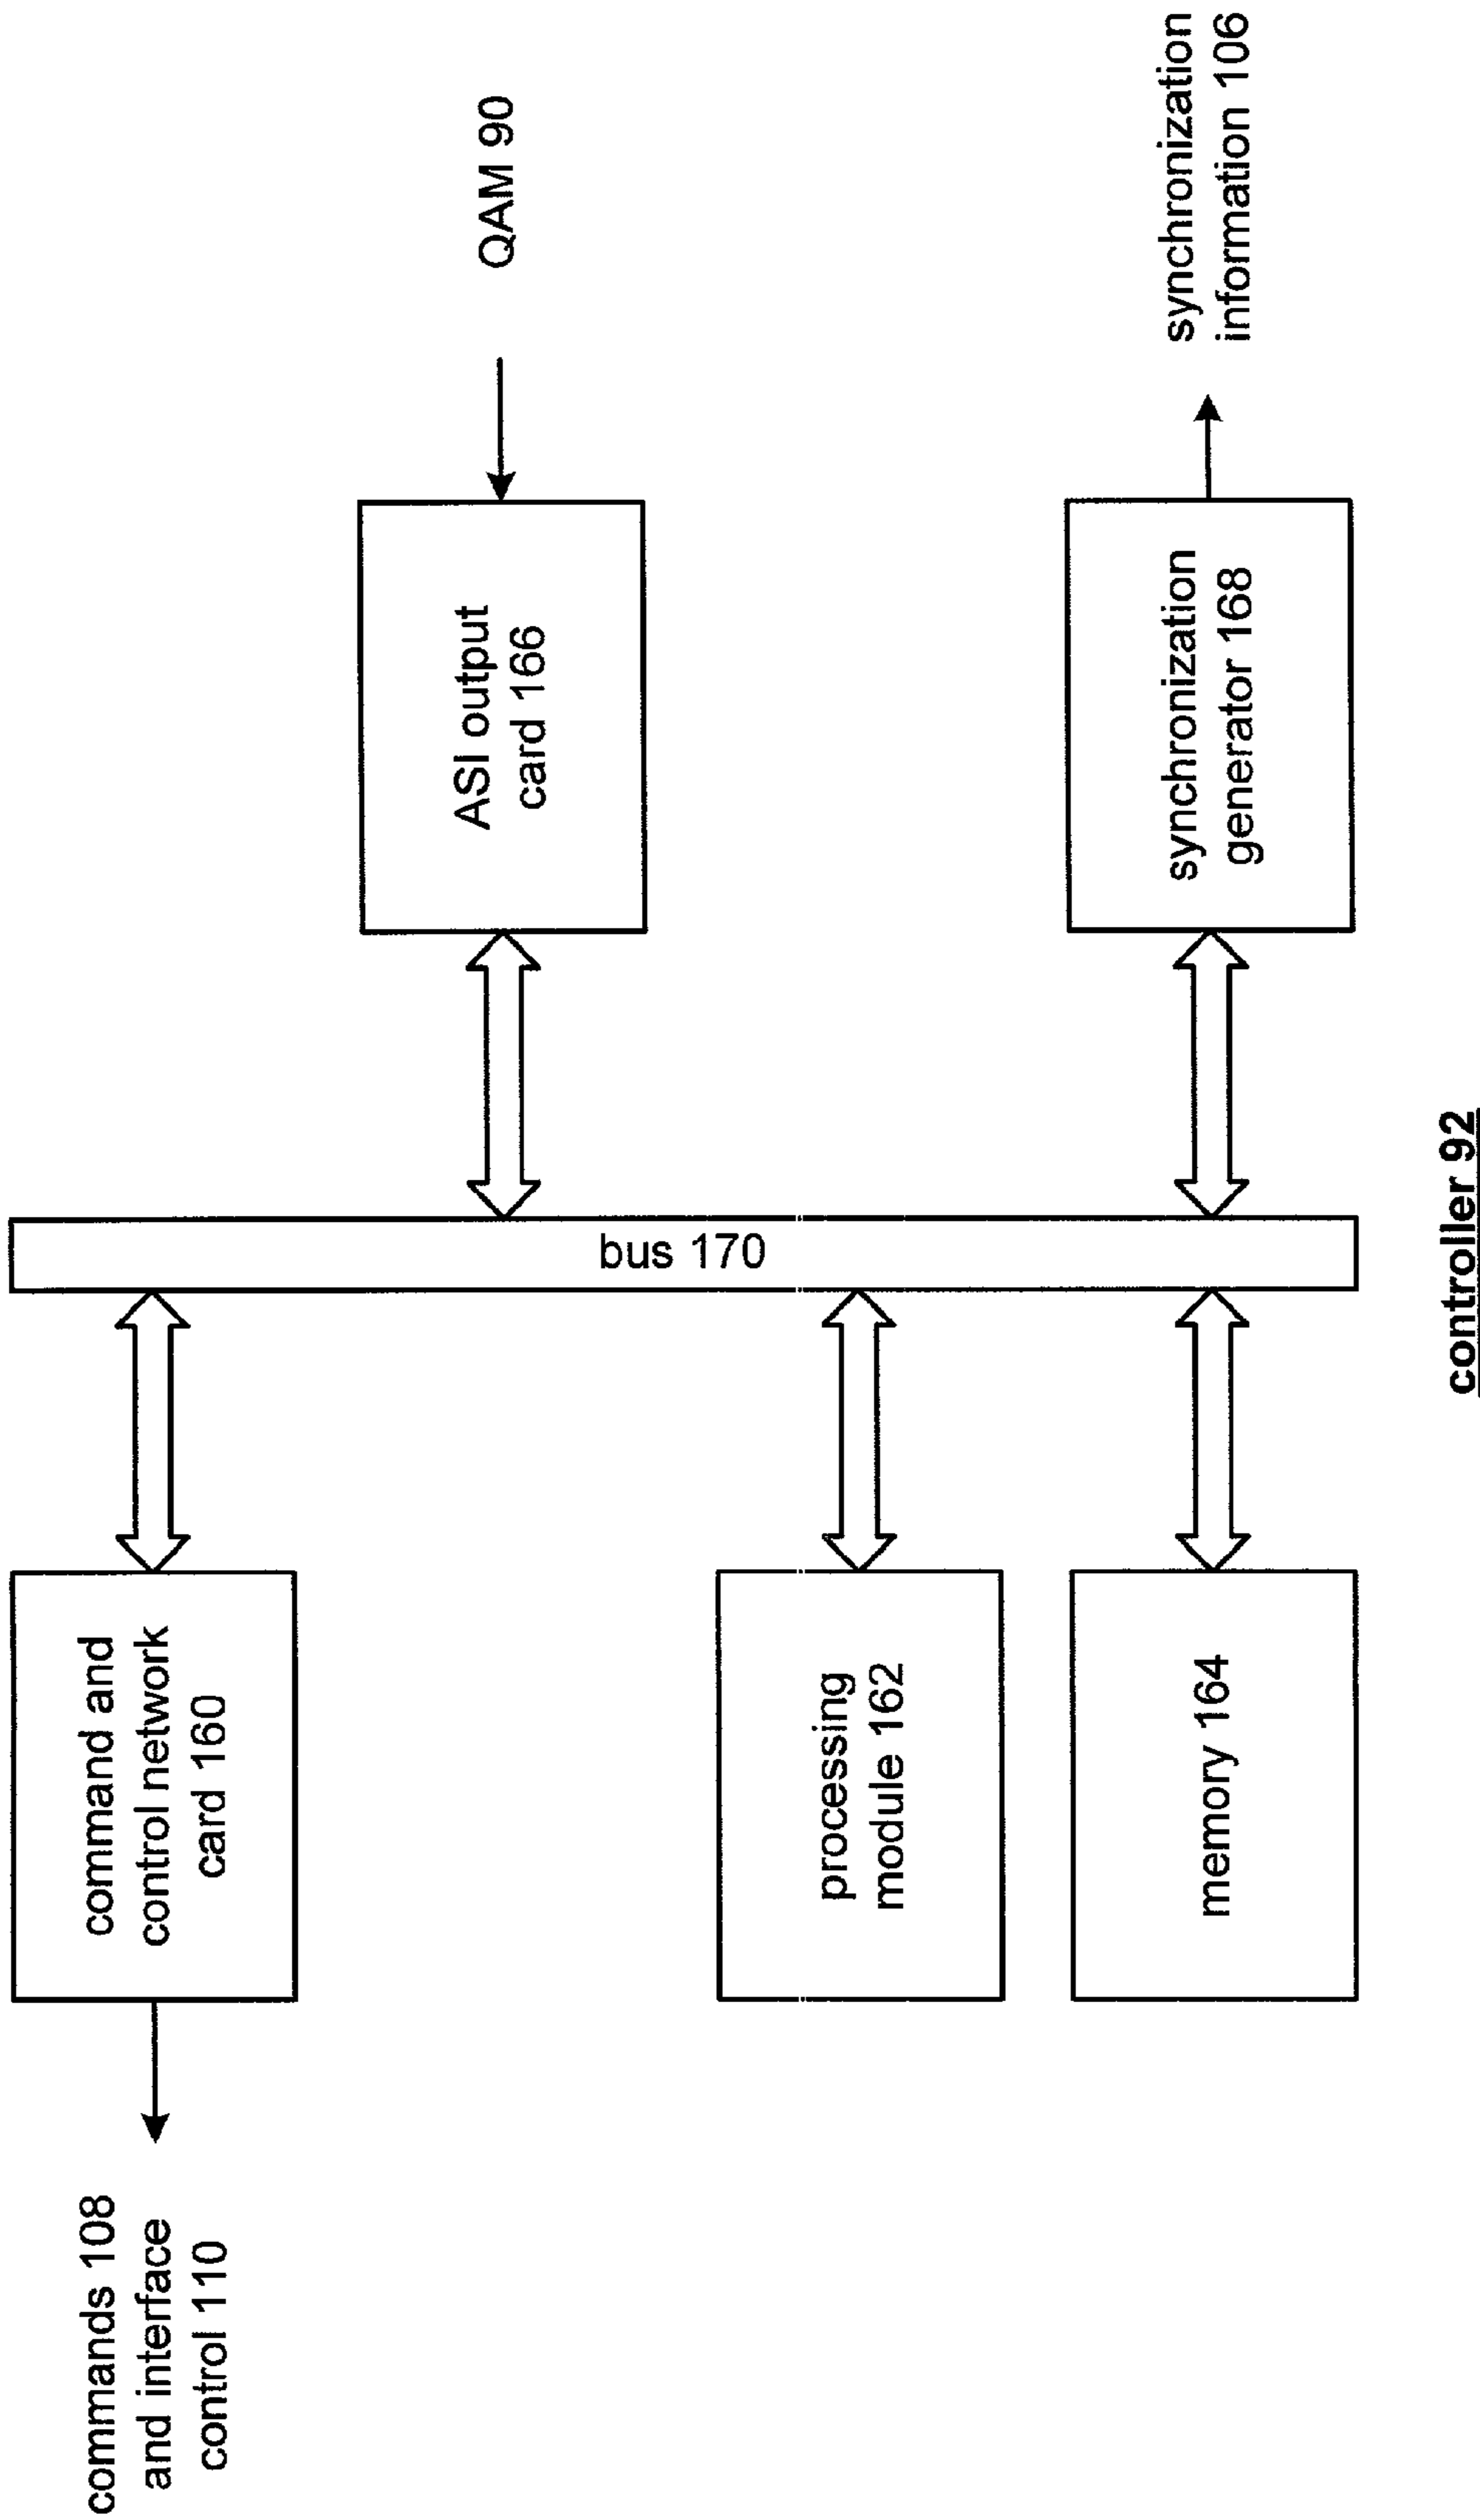 commands 108
and interface
control 110
command and
control network
card 160
processing
module 162
memory 164
bus 170
ASI output
card 166
QAM 90
synchronization
generator 168
synchronization
information 106
controller 92